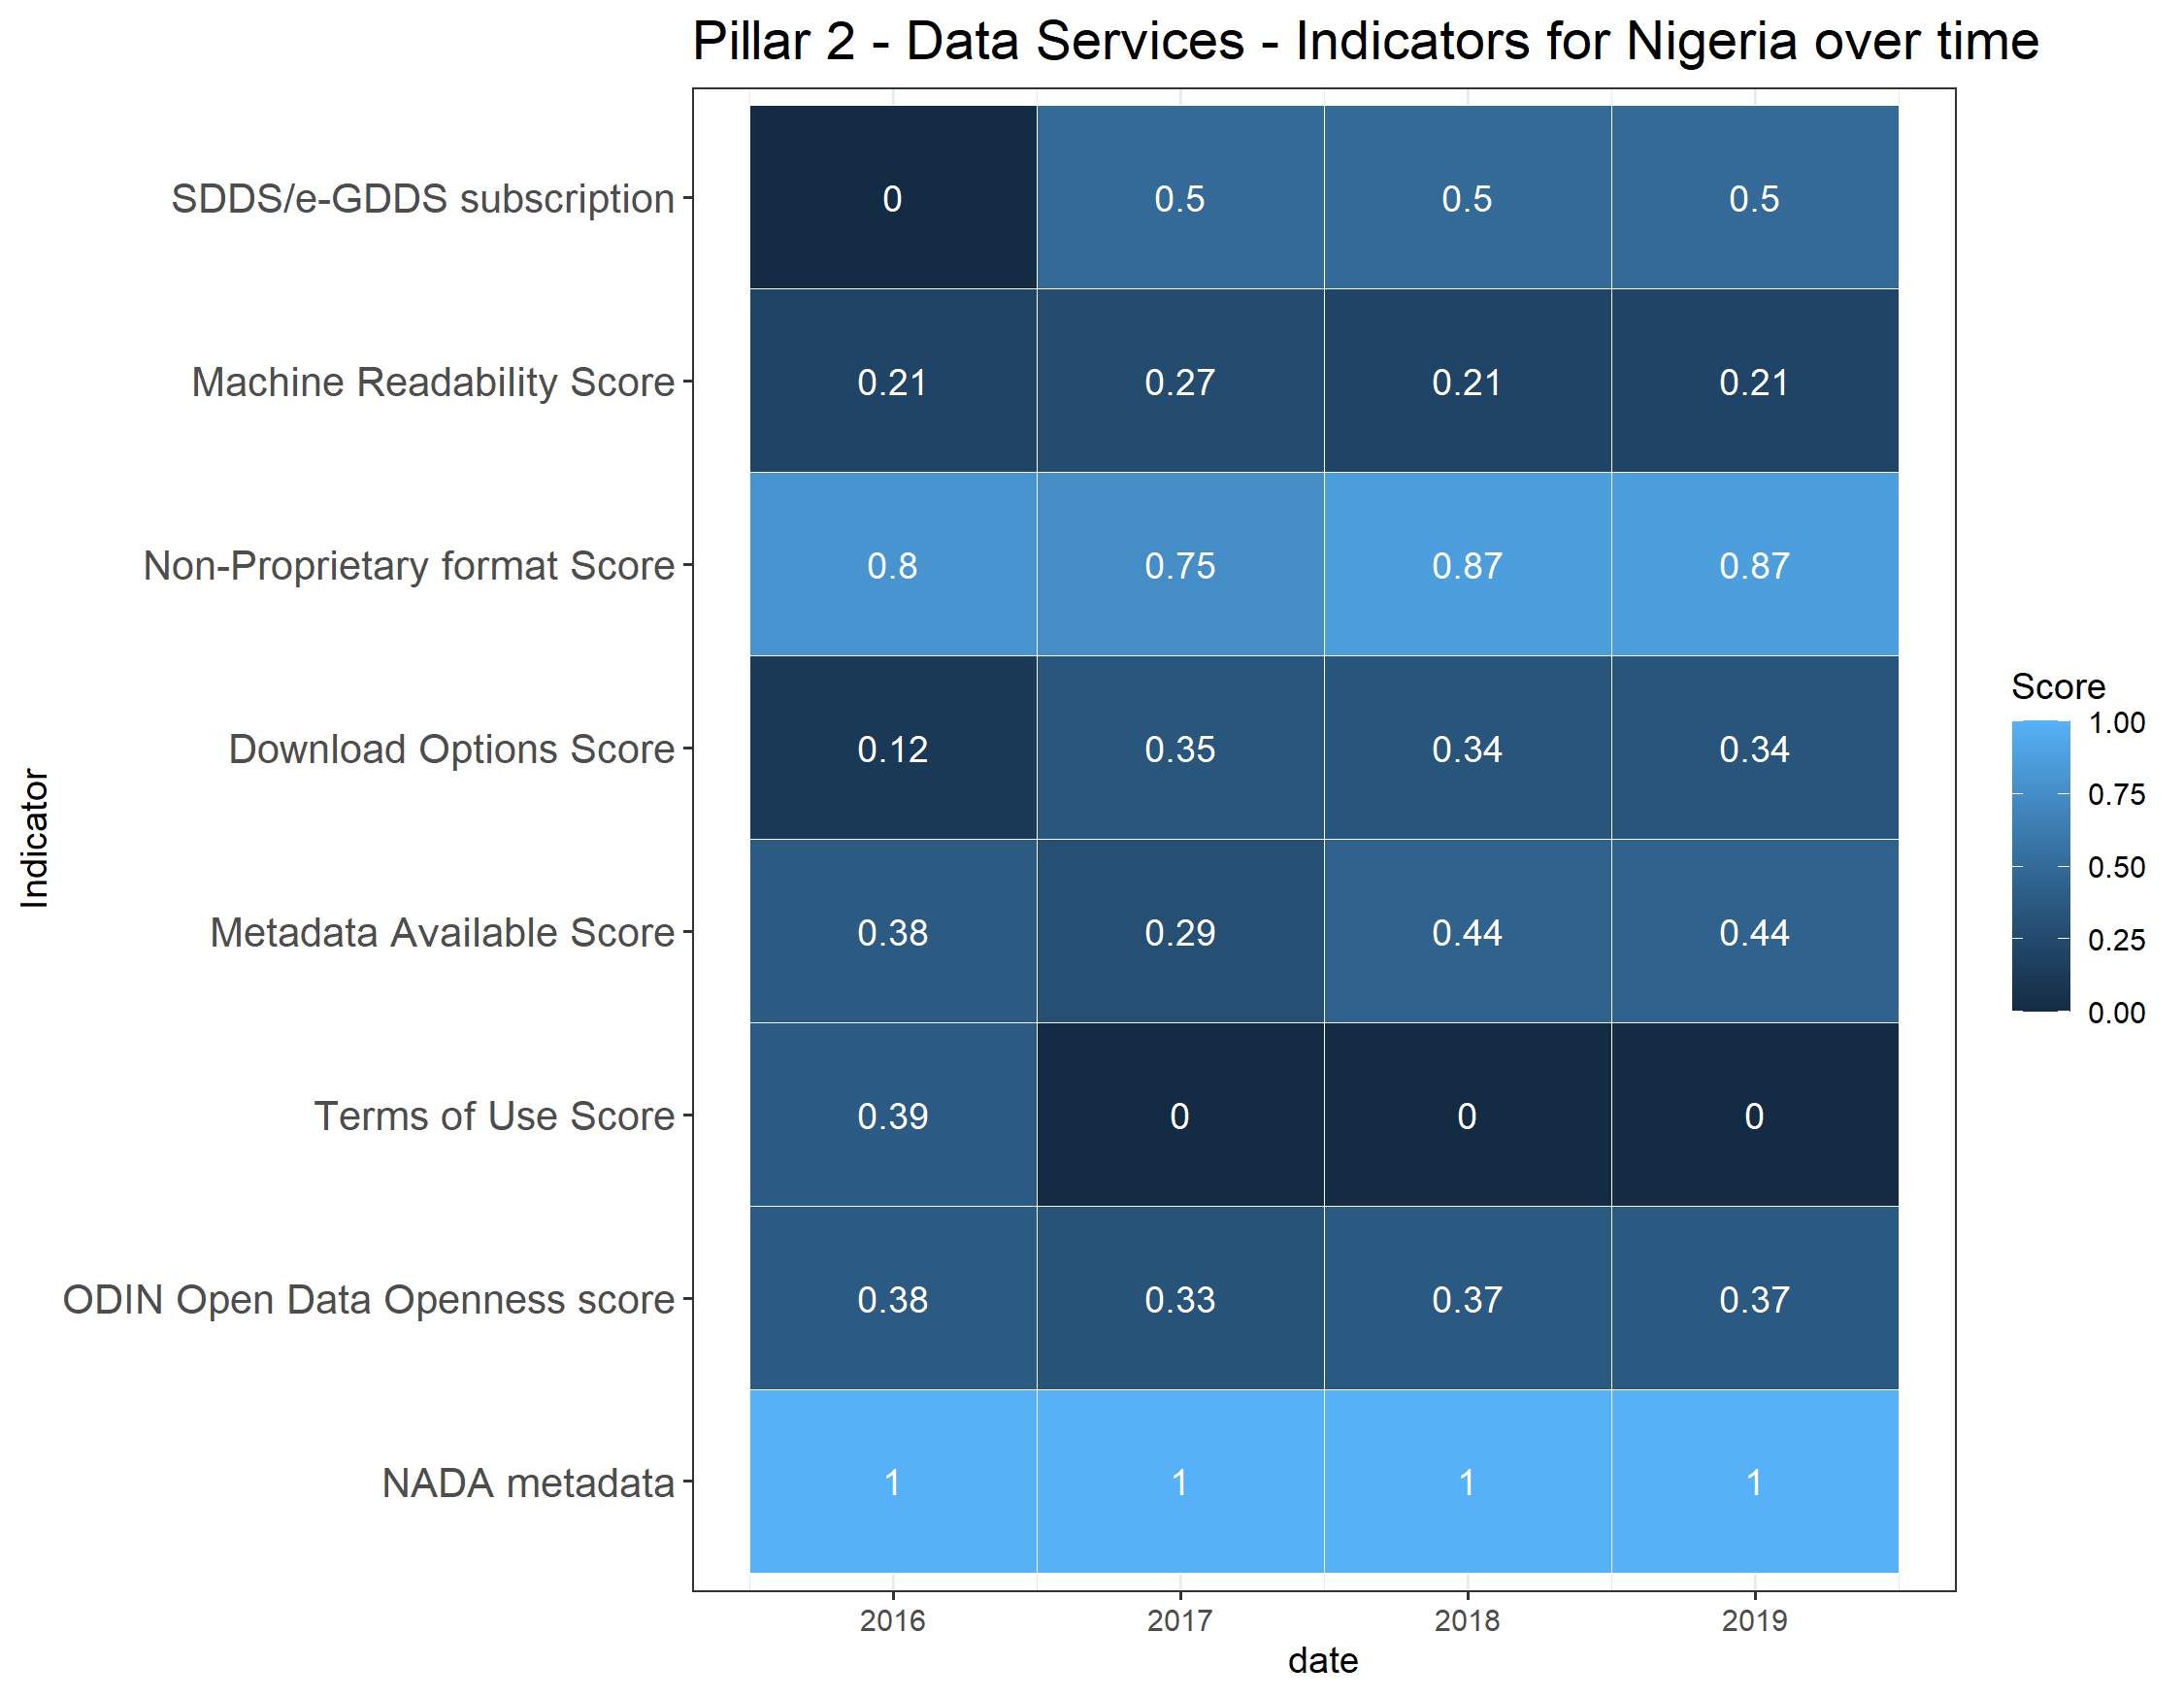 Pillar 2 - Data Services - Indicators for Nigeria over time
Indicator
SDDS/e-GDDS subscription 0 0.5 0.5 0.5
Machine Readability Score 0.21 0.27 0.21 0.21
Non-Proprietary format Score 0.8 0.75 0.87 0.87
Download Options Score 0.12 0.35 0.34 0.34
Metadata Available Score 0.38 0.29 0.44 0.44
Terms of Use Score 0.39 0 0 0
ODIN Open Data Openness score 0.38 0.33 0.37 0.37
NADA metadata 1 1 1 1
2016 2017 2018 2019
date
Score
1.00
0.75
0.50
0.25
0.00